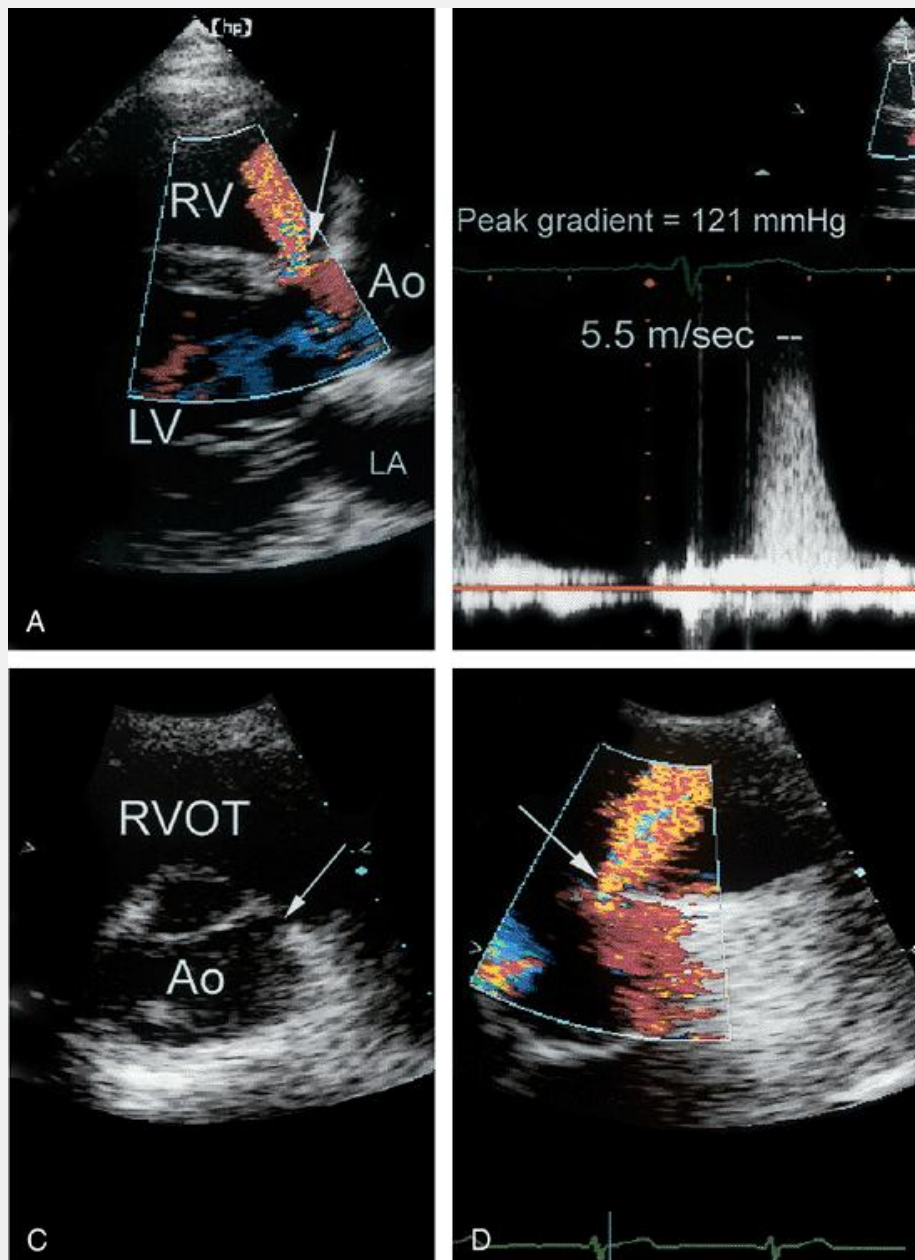 [hp]
RV
Ao
LV
LA
A
Peak gradient = 121 mmHg
5.5 m/sec --
RVOT
Ao
C
D